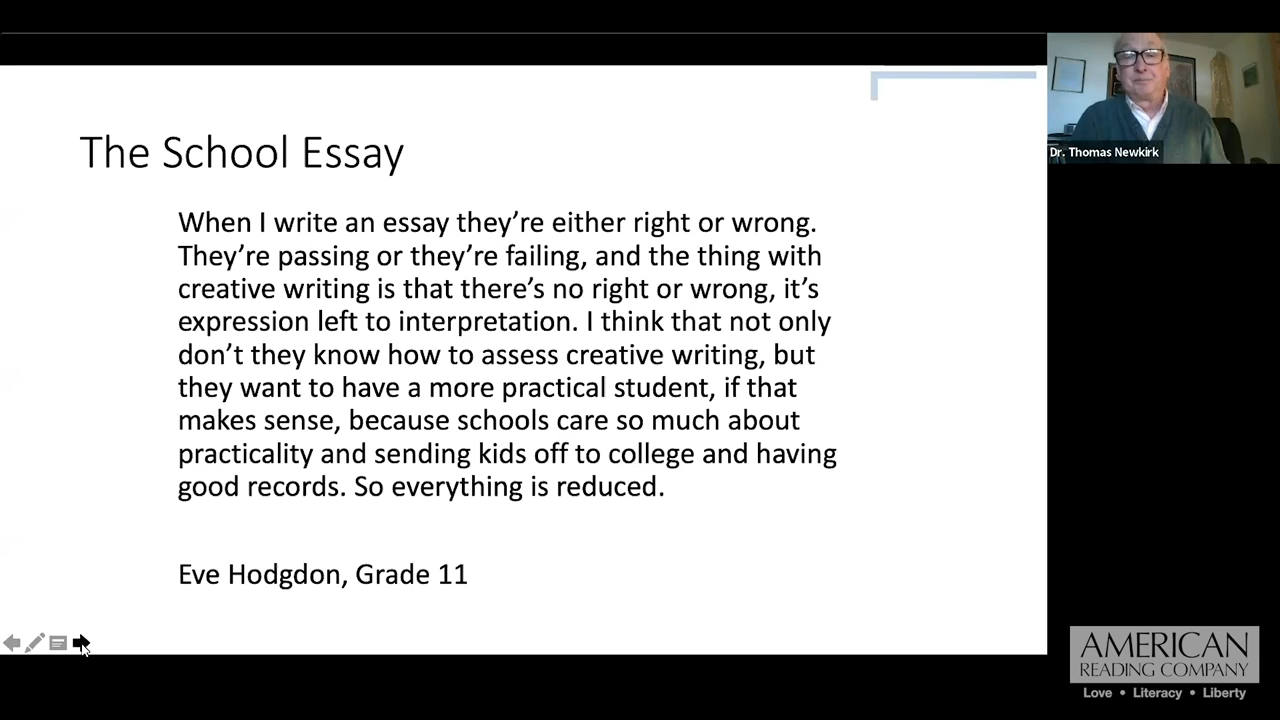 The School Essay
When I write an essay they’re either right or wrong.
They’re passing or they’re failing, and the thing with
creative writing is that there’s no right or wrong, it’s
expression left to interpretation. I think that not only
don’t they know how to assess creative writing, but
they want to have a more practical student, if that
makes sense, because schools care so much about
practicality and sending kids off to college and having
good records. So everything is reduced.
Eve Hodgdon, Grade 11
Dr. Thomas Newkirk
AMERICAN
READING COMPANY
Love • Literacy • Liberty